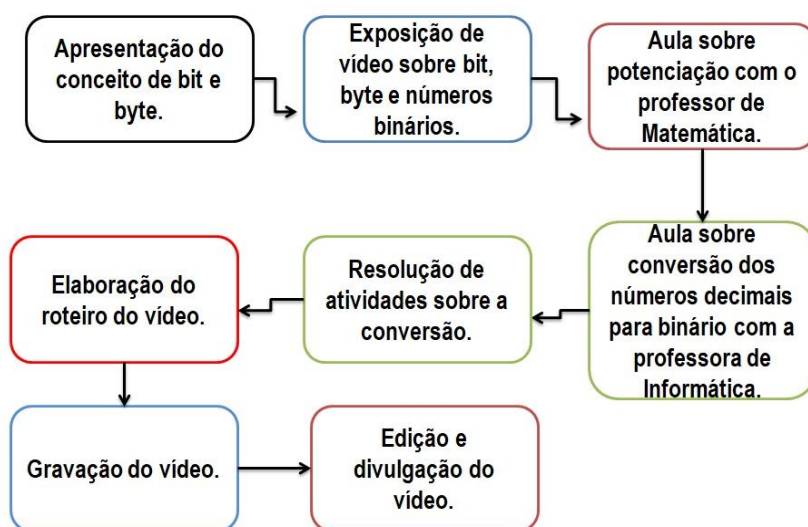 Apresentação do
conceito de bit e
byte.
Exposição de
vídeo sobre bit,
byte e números
binários.
Aula sobre
potenciação com o
professor de
Matemática.
Aula sobre
conversão dos
números decimais
para binário com a
professora de
Informática.
Resolução de
atividades sobre a
conversão.
Elaboração do
roteiro do vídeo.
Gravação do vídeo.
Edição e
divulgação do
vídeo.